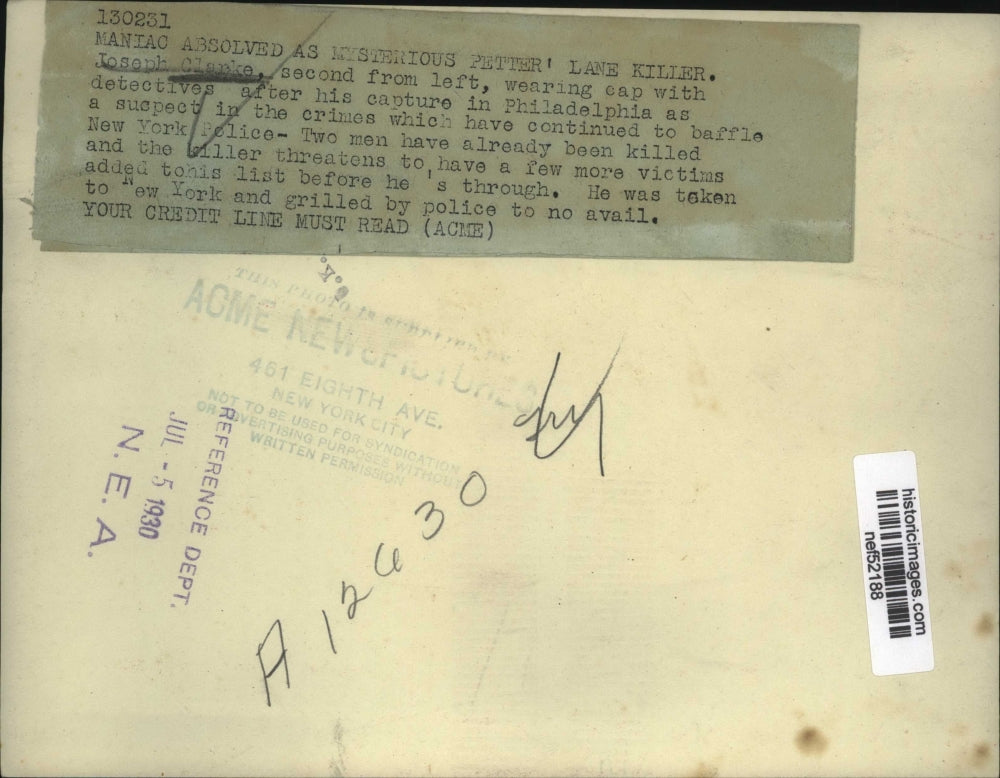 130231
MANIAC ABSOLVED AS MYSTERIOUS PETTER' LANE KILLER.
Joseph Clarke, second from left, wearing cap with
detectives after his capture in Philadelphia as
a suspect in the crimes which have continued to baffle
New York Police- Two men have already been killed
and the killer threatens to have a few more victims
added tohis list before he 's through. He was taken
to New York and grilled by police to no avail.
YOUR CREDIT LINE MUST READ (ACME)
THIS PHOTO IS
ACME NEWSPICTURES
461 EIGHTH AVE.
NEW YORK CITY
NOT TO BE USED FOR SYNDICATION
OR ADVERTISING PURPOSES WITHOUT
WRITTEN PERMISSION
REFERENCE DEPT.
JUL - 5 1930
N. E. A.
historicimages.com
nef52188